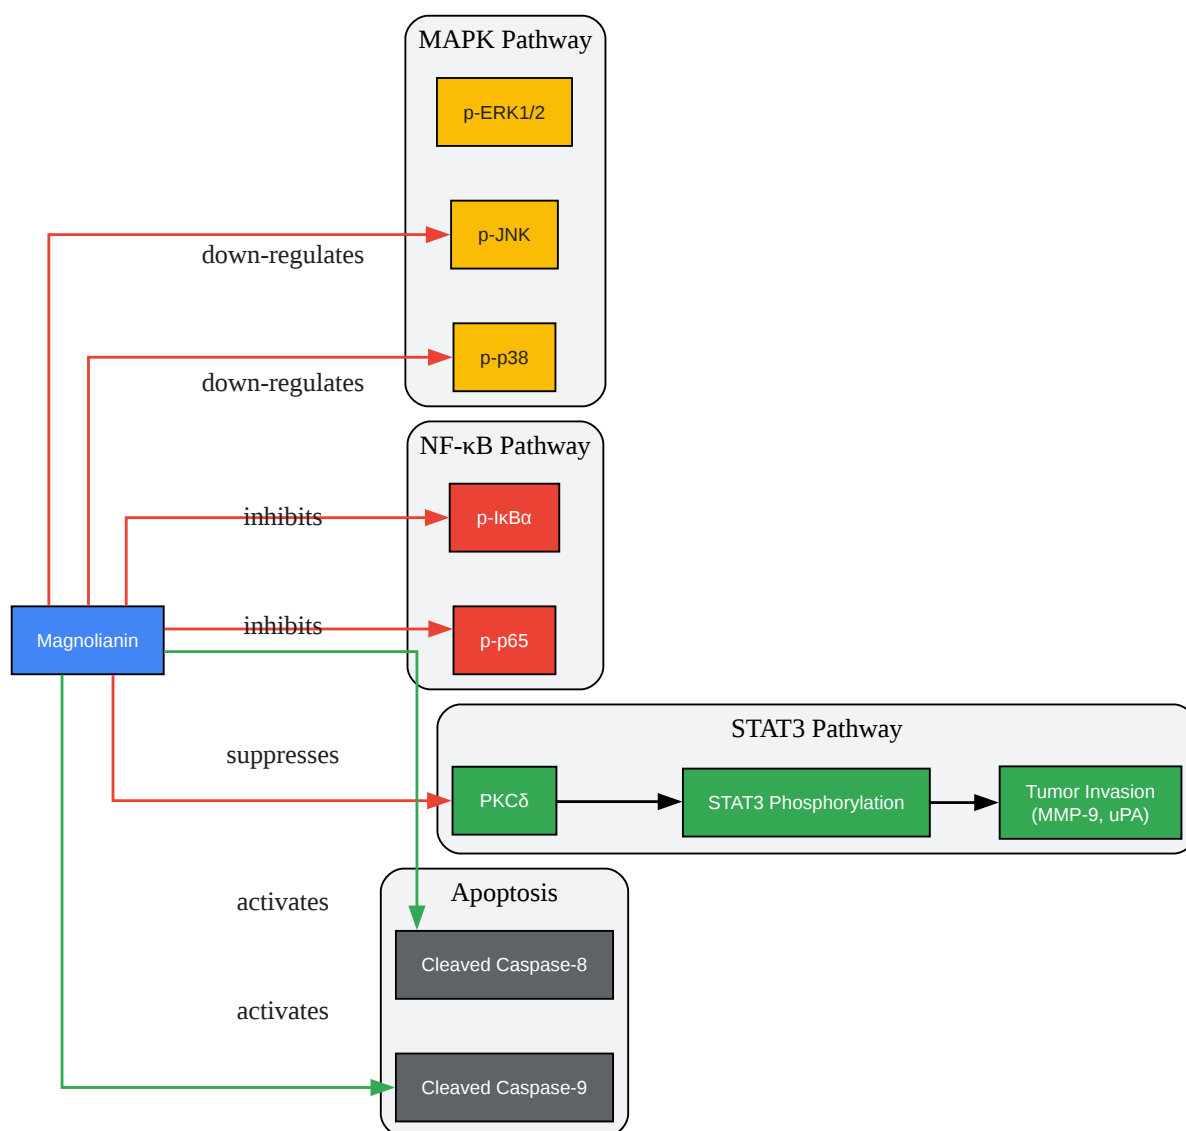 MAPK Pathway
p-ERK1/2
p-JNK
down-regulates
p-p38
down-regulates
NF-κB Pathway
inhibits
p-IκBα
inhibits
p-p65
Magnolianin
STAT3 Pathway
suppresses
PKCδ
STAT3 Phosphorylation
Tumor Invasion
(MMP-9, uPA)
Apoptosis
activates
Cleaved Caspase-8
activates
Cleaved Caspase-9